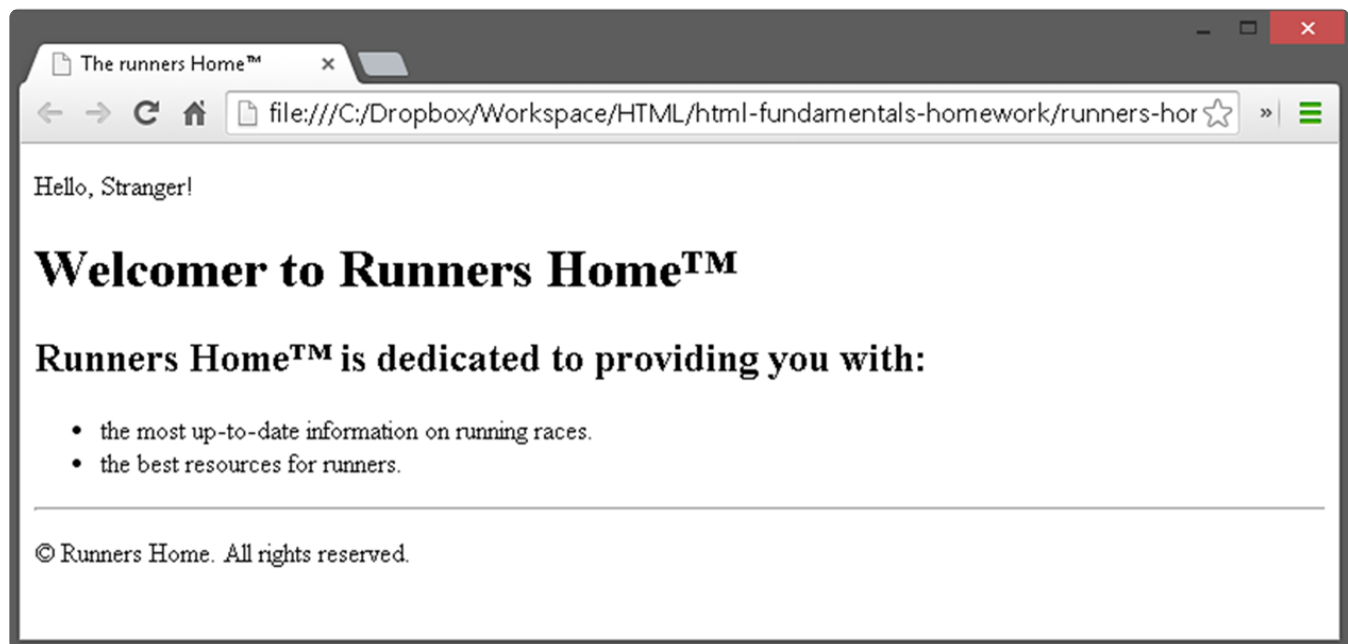 The runners Home™
file:///C:/Dropbox/Workspace/HTML/html-fundamentals-homework/runners-hor
Hello, Stranger!
Welcomer to Runners Home™
Runners Home™ is dedicated to providing you with:
• the most up-to-date information on running races.
• the best resources for runners.
© Runners Home. All rights reserved.